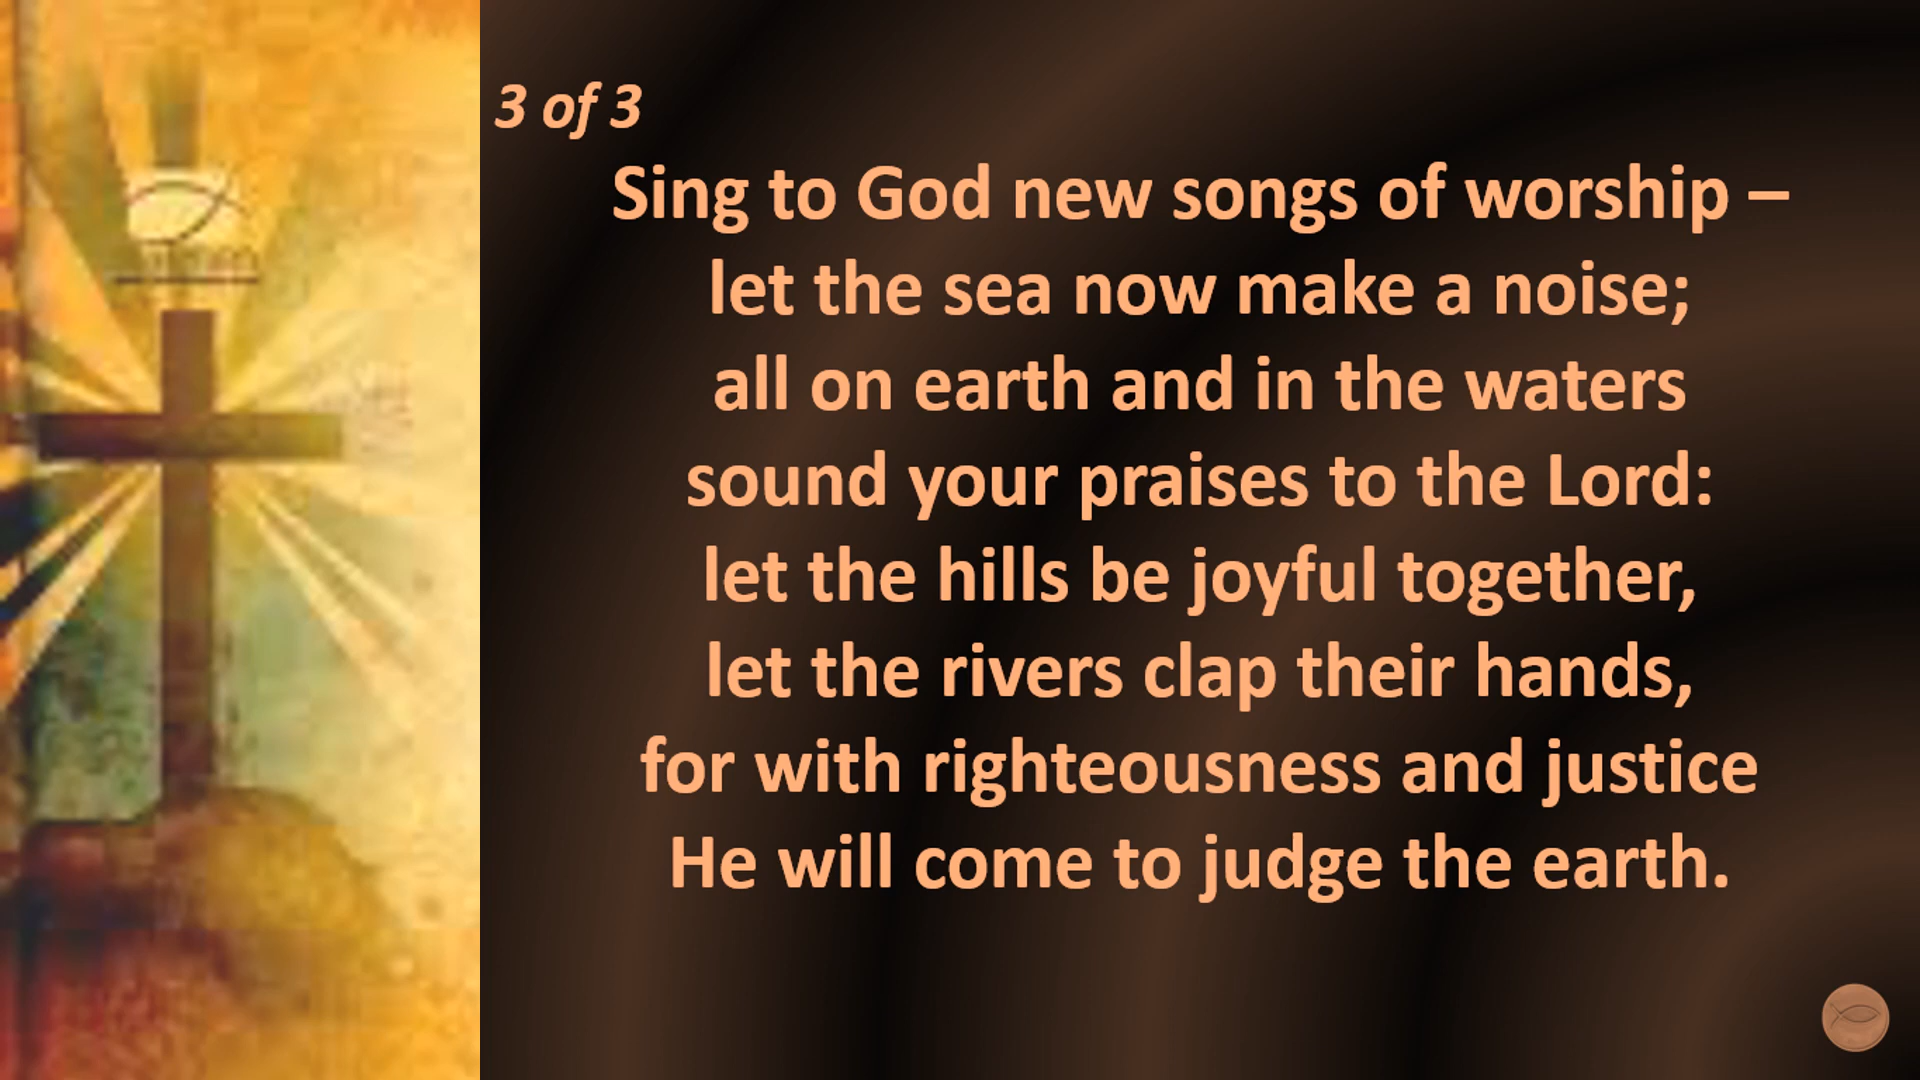 3 of 3
Sing to God new songs of worship –
let the sea now make a noise;
all on earth and in the waters
sound your praises to the Lord:
let the hills be joyful together,
let the rivers clap their hands,
for with righteousness and justice
He will come to judge the earth.